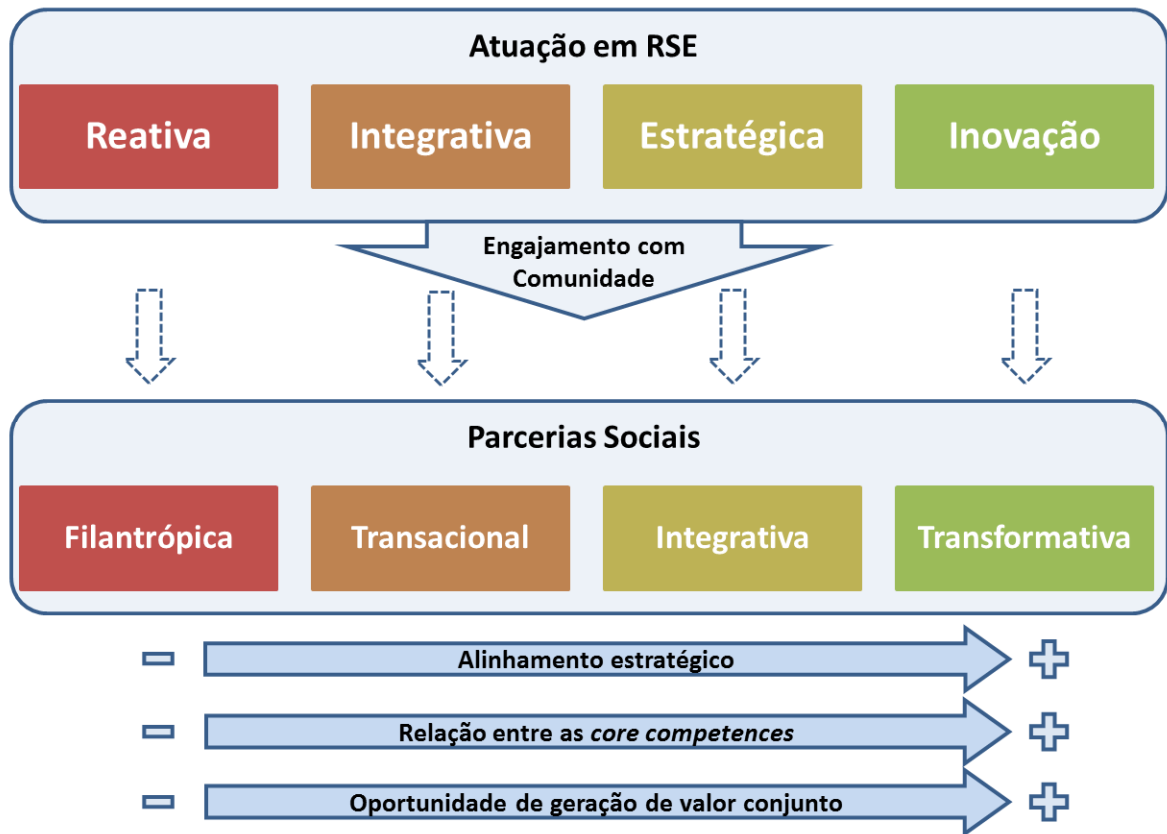 Atuação em RSE
Reativa
Integrativa
Estratégica
Inovação
Engajamento com
Comunidade
Parcerias Sociais
Filantrópica
Transacional
Integrativa
Transformativa
Alinhamento estratégico
Relação entre as core competences
Oportunidade de geração de valor conjunto